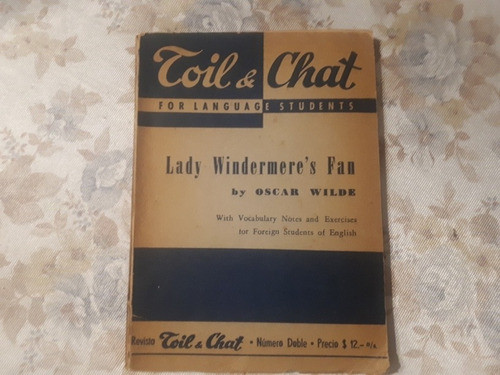 Toil & Chat
FOR LANGUAGE STUDENTS
Lady Windermere's Fan
by OSCAR WILDE
With Vocabulary Notes and Exercises
for Foreign Students of English
Revista Toil & Chat • Número Doble • Precio $ 12.-